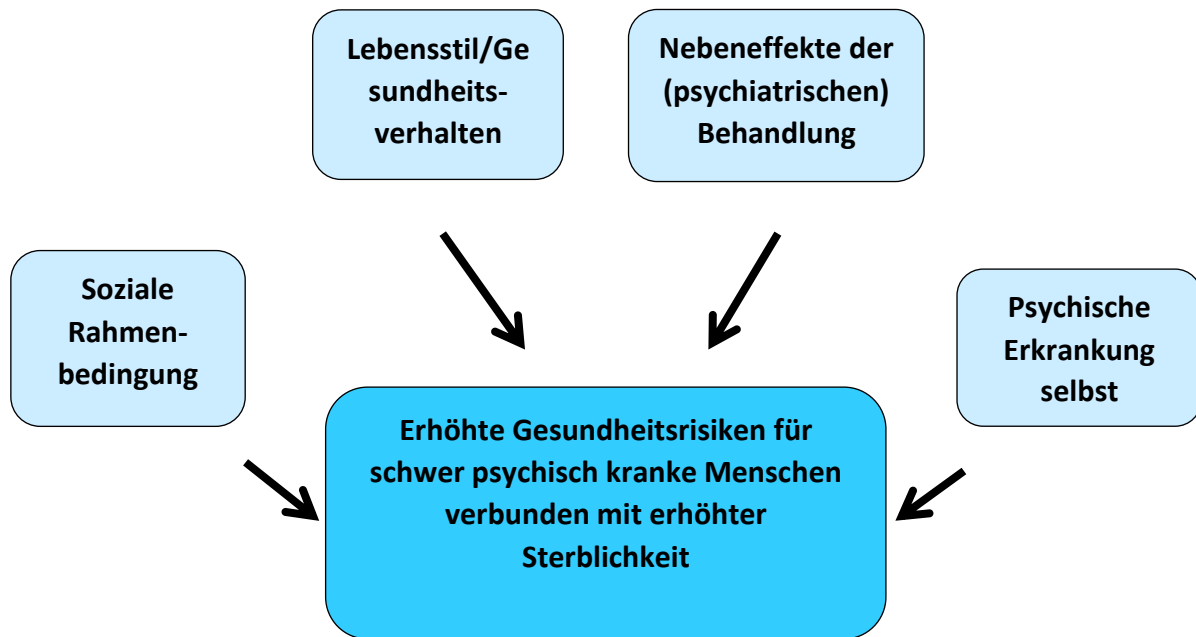 Lebensstil/Ge
sundheits-
verhalten
Nebeneffekte der
(psychiatrischen)
Behandlung
Soziale
Rahmen-
bedingung
Psychische
Erkrankung
selbst
Erhöhte Gesundheitsrisiken für
schwer psychisch kranke Menschen
verbunden mit erhöhter
Sterblichkeit